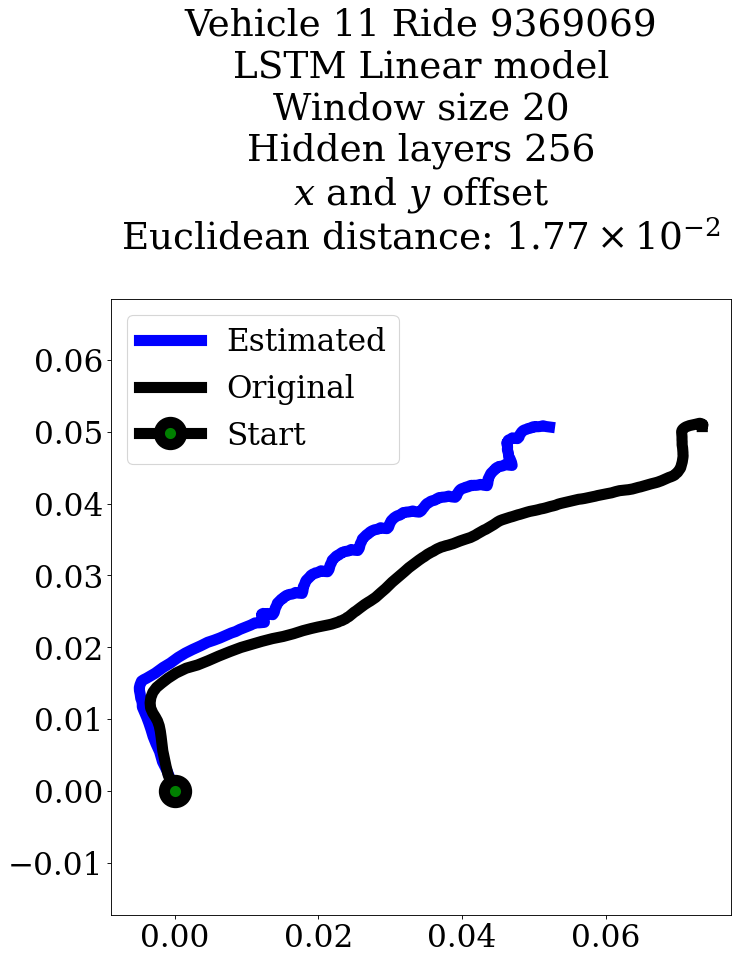 Vehicle 11 Ride 9369069
LSTM Linear model
Window size 20
Hidden layers 256
x and y offset
Euclidean distance: 1.77 × 10⁻²
Estimated
Original
Start
0.06
0.05
0.04
0.03
0.02
0.01
0.00
−0.01
0.00 0.02 0.04 0.06